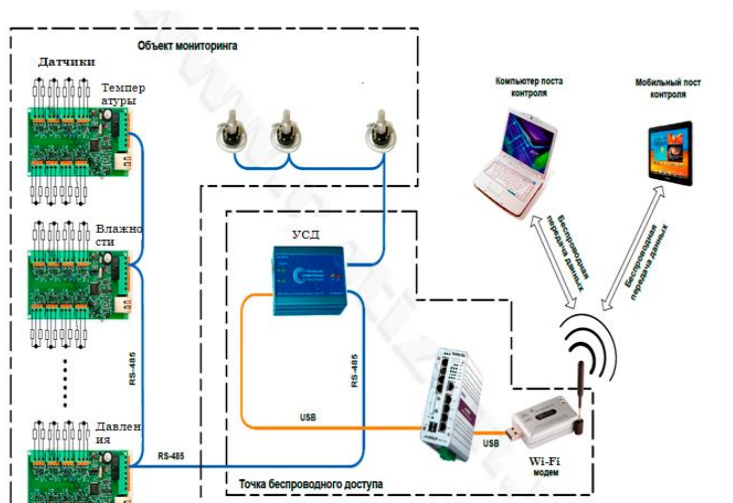 Объект мониторинга
Датчики
Темпер
атуры
Компьютер поста
контроля
Мобильный пост
контроля
Влажно
сти
УСД
Беспроводная
передача данных
Беспроводная
передача данных
RS-485
RS-485
USB
Давлен
ия
RS-485
USB
Wi-Fi
модем
Точка беспроводного доступа